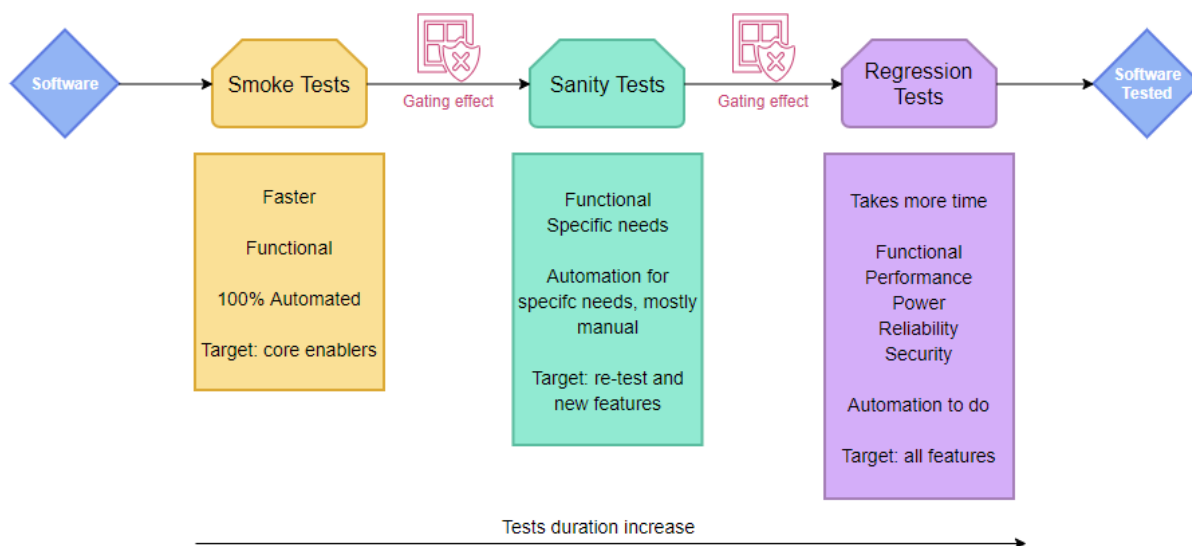 Software
Smoke Tests
Gating effect
Sanity Tests
Gating effect
Regression
Tests
Software
Tested
Faster
Functional
100% Automated
Target: core enablers
Functional
Specific needs
Automation for
specifc needs, mostly
manual
Target: re-test and
new features
Takes more time
Functional
Performance
Power
Reliability
Security
Automation to do
Target: all features
Tests duration increase